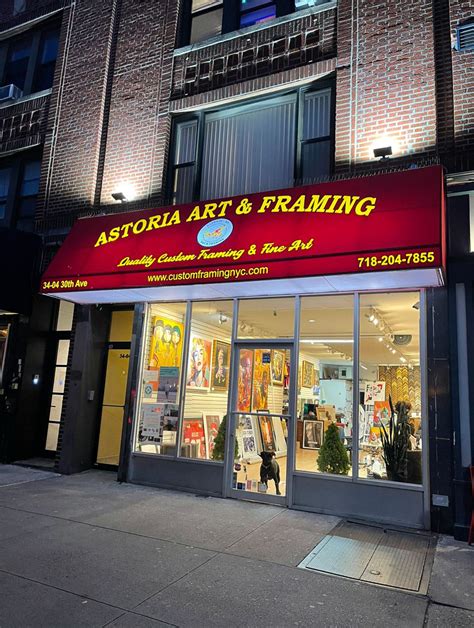 ASTORIA ART & FRAMING
Quality Custom Framing & Fine Art
34-04 30th Ave
www.customframingnyc.com
718-204-7855